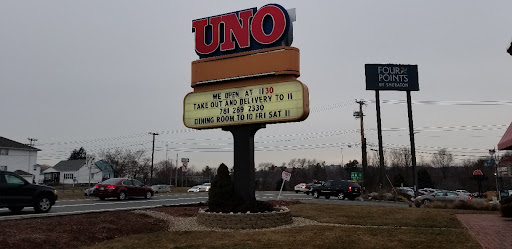 UNO
WE OPEN AT 1130
TAKE OUT AND DELIVERY TO 11
781 289 2330
DINING ROOM TO 10 FRI SAT 11
FOUR
POINTS
BY SHERATON